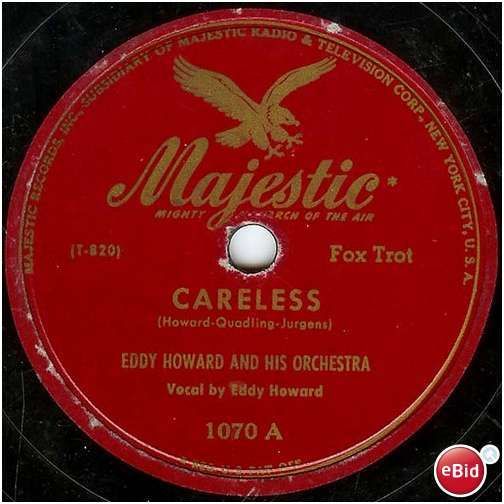 MAJESTIC RECORDS, INC., SUBSIDIARY OF MAJESTIC RADIO & TELEVISION CORP - NEW YORK CITY, U. S. A.
Majestic*
MIGHTY MONARCH OF THE AIR
(T-820)
Fox Trot
CARELESS
(Howard-Quadling-Jurgens)
EDDY HOWARD AND HIS ORCHESTRA
Vocal by Eddy Howard
1070 A
eBid